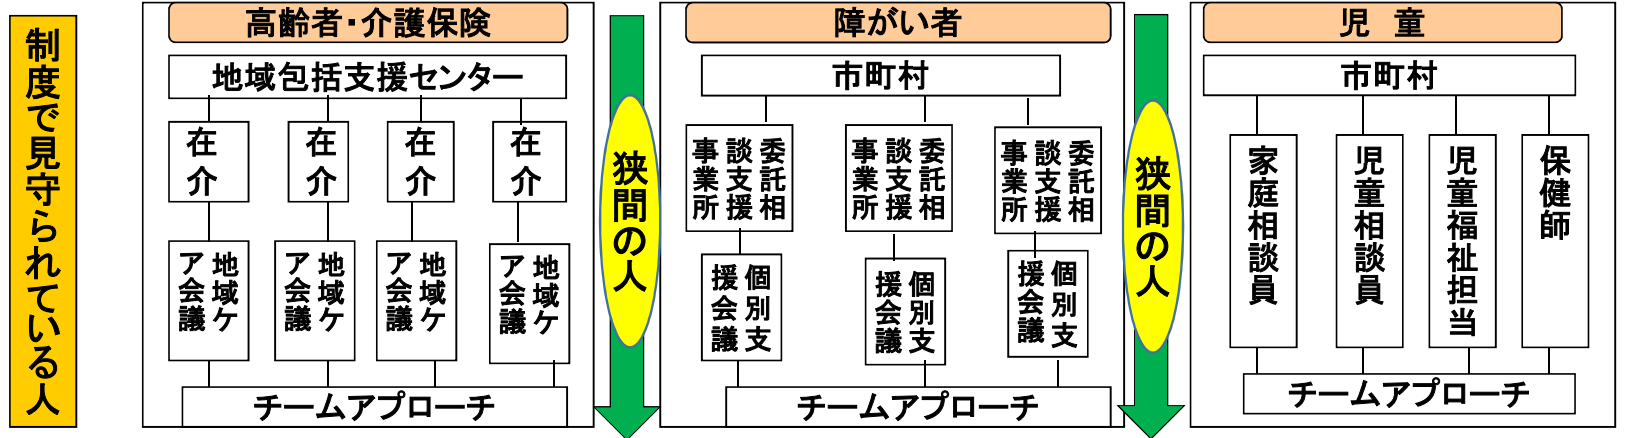 制度で見守られている人
高齢者・介護保険
地域包括支援センター
在介
在介
在介
在介
地域ケ
ア会議
地域ケ
ア会議
地域ケ
ア会議
地域ケ
ア会議
チームアプローチ
狭間の人
障がい者
市町村
委託相
談支援
事業所
委託相
談支援
事業所
委託相
談支援
事業所
個別支
援会議
個別支
援会議
個別支
援会議
チームアプローチ
狭間の人
児　童
市町村
家庭相談員
児童相談員
児童福祉担当
保健師
チームアプローチ